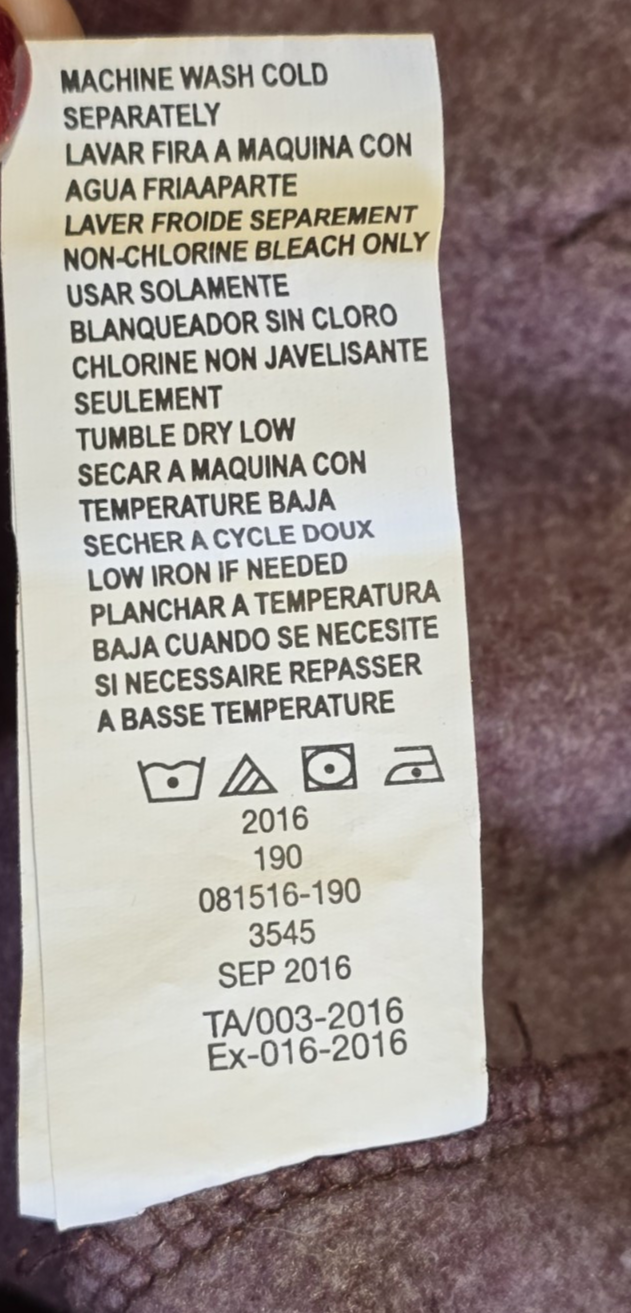 MACHINE WASH COLD
SEPARATELY
LAVAR FIRA A MAQUINA CON
AGUA FRIAAPARTE
LAVER FROIDE SEPAREMENT
NON-CHLORINE BLEACH ONLY
USAR SOLAMENTE
BLANQUEADOR SIN CLORO
CHLORINE NON JAVELISANTE
SEULEMENT
TUMBLE DRY LOW
SECAR A MAQUINA CON
TEMPERATURE BAJA
SECHER A CYCLE DOUX
LOW IRON IF NEEDED
PLANCHAR A TEMPERATURA
BAJA CUANDO SE NECESITE
SI NECESSAIRE REPASSER
A BASSE TEMPERATURE
2016
190
081516-190
3545
SEP 2016
TA/003-2016
Ex-016-2016